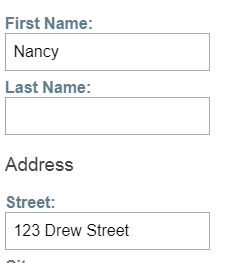 First Name:
Nancy
Last Name:
Address
Street:
123 Drew Street